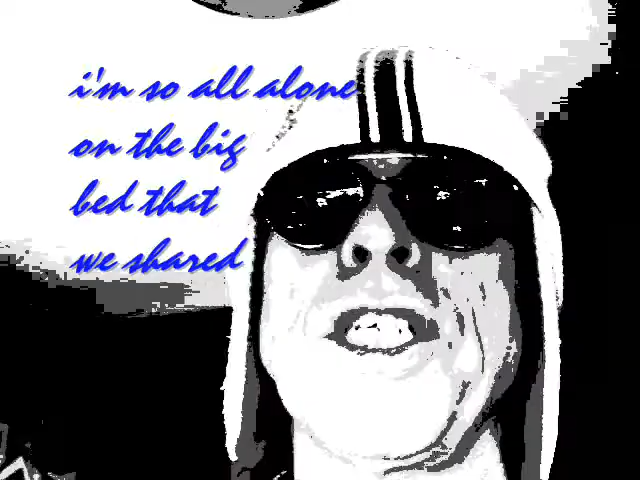 i'm so all alone
on the big
bed that
we shared